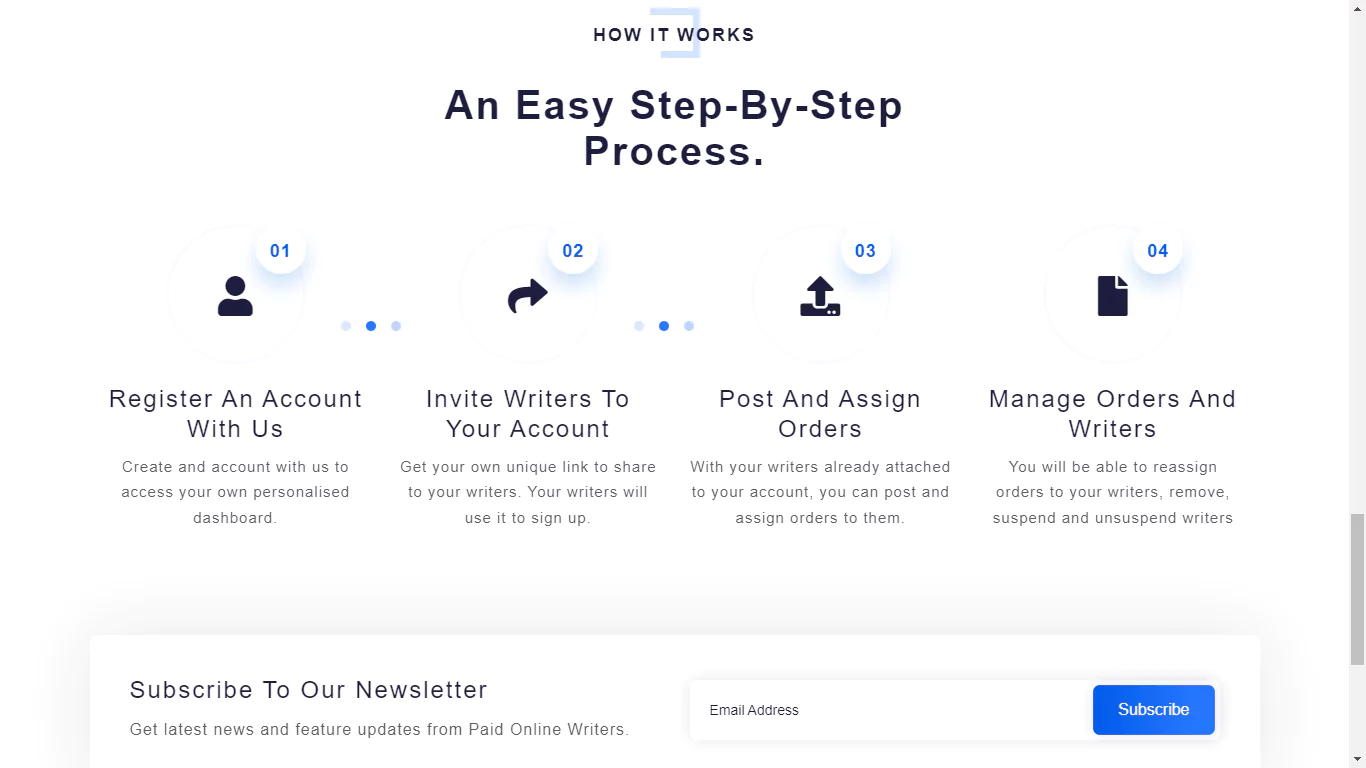 HOW IT WORKS
An Easy Step-By-Step
Process.
01
Register An Account
With Us
Create and account with us to
access your own personalised
dashboard.
02
Invite Writers To
Your Account
Get your own unique link to share
to your writers. Your writers will
use it to sign up.
03
Post And Assign
Orders
With your writers already attached
to your account, you can post and
assign orders to them.
04
Manage Orders And
Writers
You will be able to reassign
orders to your writers, remove,
suspend and unsuspend writers
Subscribe To Our Newsletter
Get latest news and feature updates from Paid Online Writers.
Email Address
Subscribe